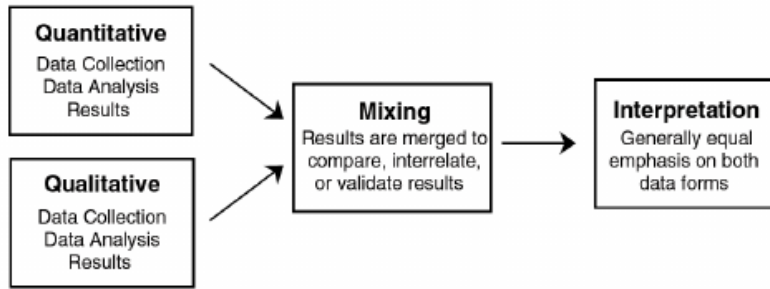 Quantitative
Data Collection
Data Analysis
Results
Qualitative
Data Collection
Data Analysis
Results
Mixing
Results are merged to
compare, interrelate,
or validate results
Interpretation
Generally equal
emphasis on both
data forms